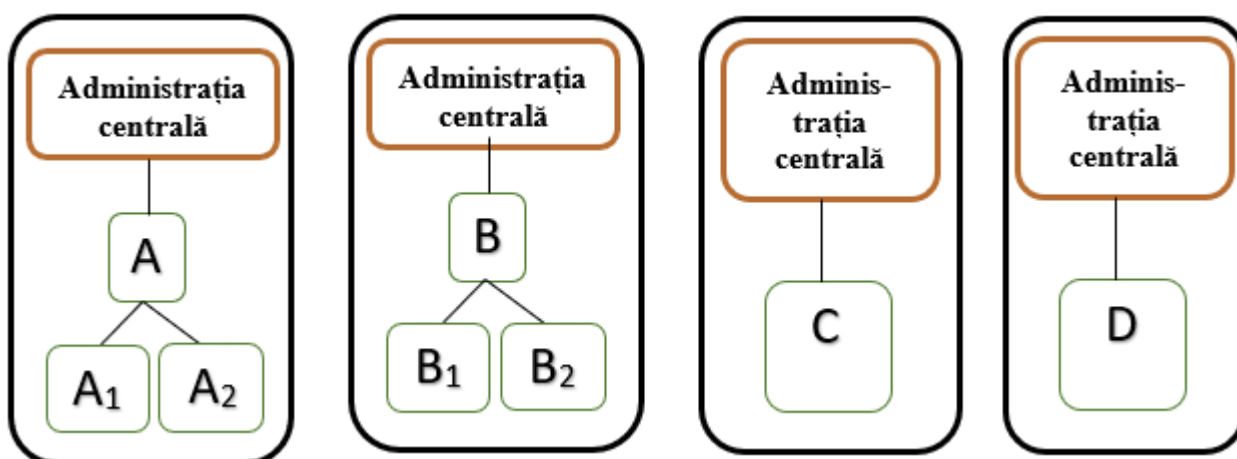 Administrația
centrală
A
A₁ A₂
Administrația
centrală
B
B₁ B₂
Adminis-
trația
centrală
C
Adminis-
trația
centrală
D